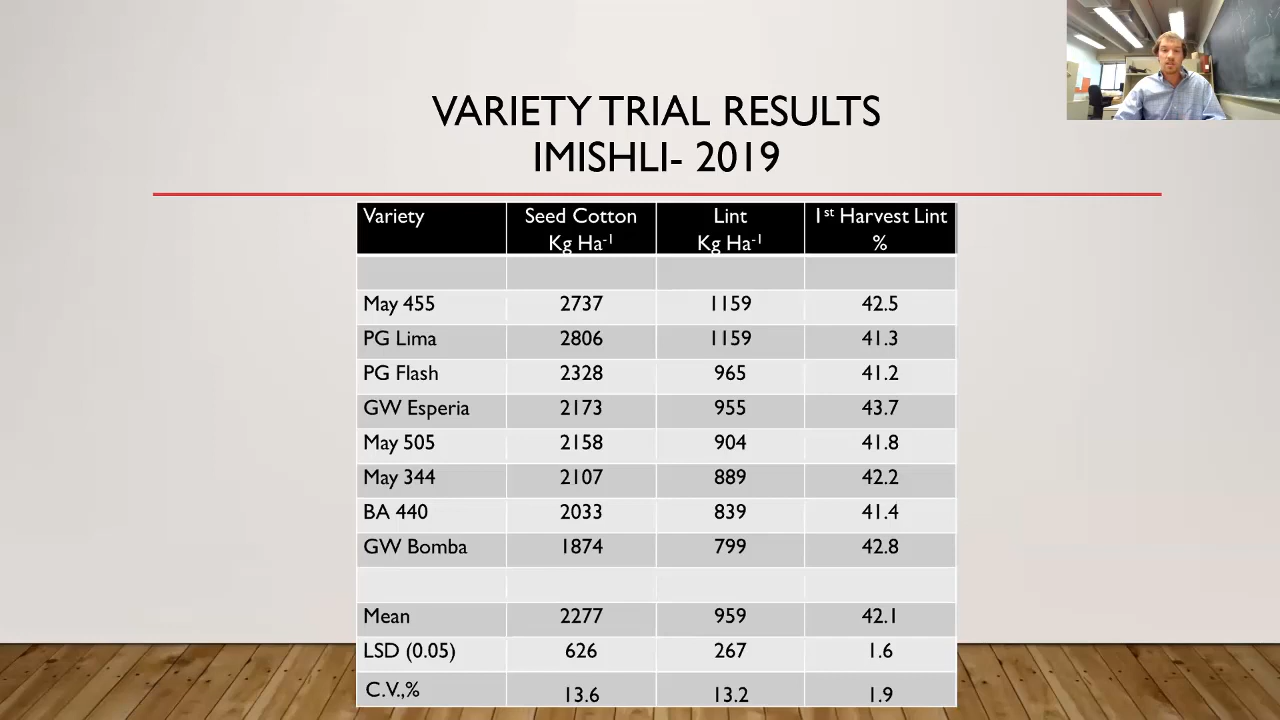 VARIETY TRIAL RESULTS
IMISHLI- 2019
Variety Seed Cotton Lint 1st Harvest Lint
Kg Ha-1 Kg Ha-1 %
May 455 2737 1159 42.5
PG Lima 2806 1159 41.3
PG Flash 2328 965 41.2
GW Esperia 2173 955 43.7
May 505 2158 904 41.8
May 344 2107 889 42.2
BA 440 2033 839 41.4
GW Bomba 1874 799 42.8
Mean 2277 959 42.1
LSD (0.05) 626 267 1.6
C.V.,% 13.6 13.2 1.9